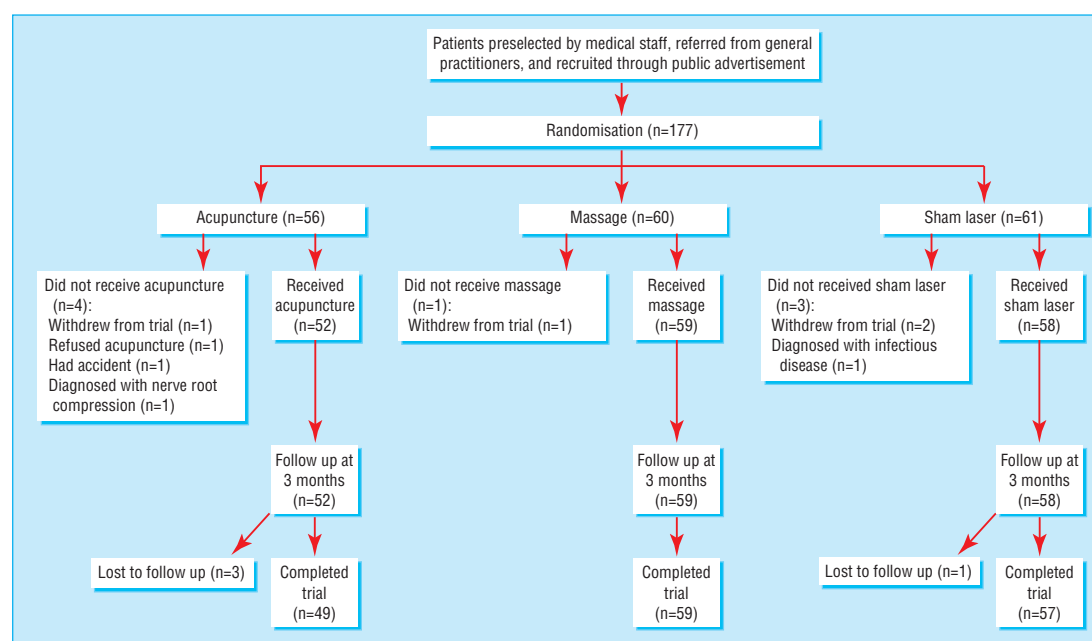 Patients preselected by medical staff, referred from general
practitioners, and recruited through public advertisement
Randomisation (n=177)
Acupuncture (n=56)
Massage (n=60)
Sham laser (n=61)
Did not receive acupuncture
(n=4):
Withdrew from trial (n=1)
Refused acupuncture (n=1)
Had accident (n=1)
Diagnosed with nerve root
compression (n=1)
Received
acupuncture
(n=52)
Did not receive massage
(n=1):
Withdrew from trial (n=1)
Received
massage
(n=59)
Did not received sham laser
(n=3):
Withdrew from trial (n=2)
Diagnosed with infectious
disease (n=1)
Received
sham laser
(n=58)
Follow up at
3 months
(n=52)
Follow up at
3 months
(n=59)
Follow up at
3 months
(n=58)
Lost to follow up (n=3)
Completed
trial
(n=49)
Completed
trial
(n=59)
Lost to follow up (n=1)
Completed
trial
(n=57)